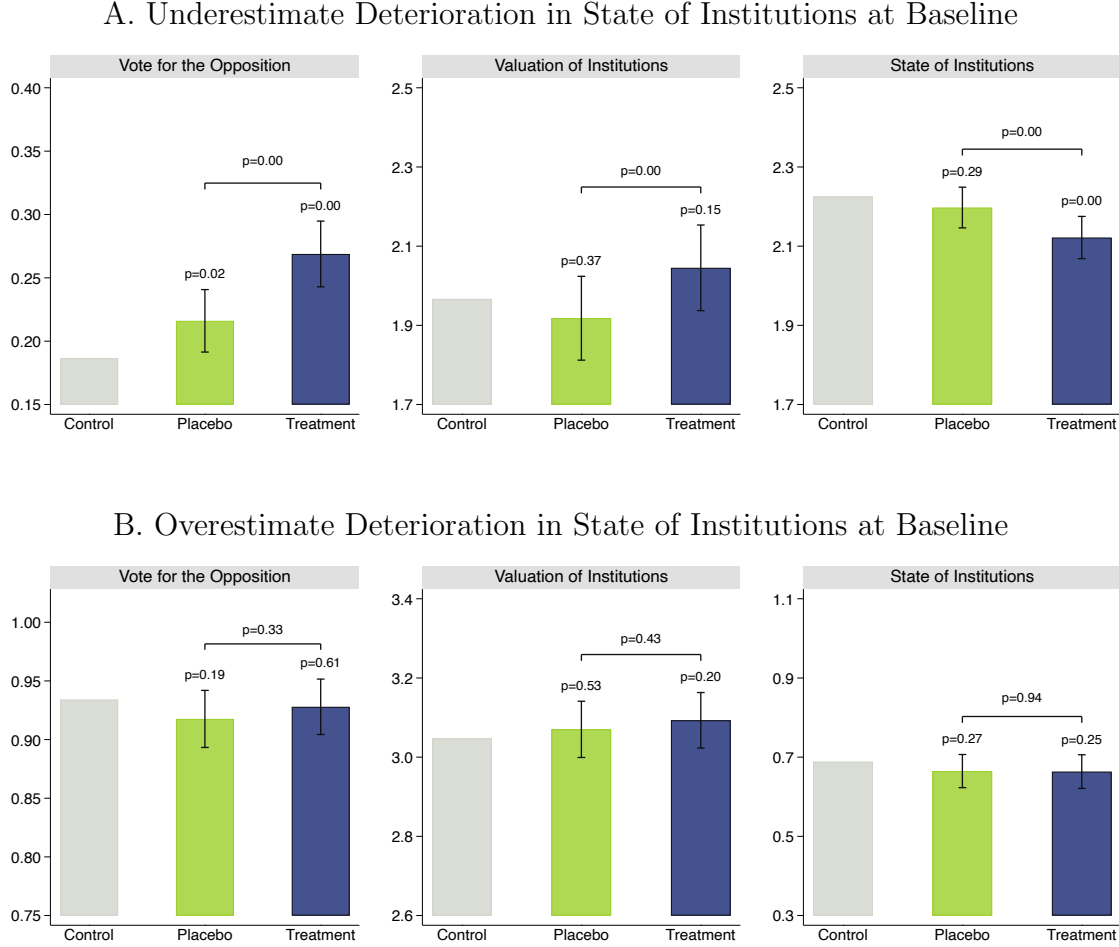 A. Underestimate Deterioration in State of Institutions at Baseline
Vote for the Opposition
0.40
0.35
0.30
0.25
0.20
0.15
p=0.00
p=0.00
p=0.02
Control Placebo Treatment
Valuation of Institutions
2.5
2.3
2.1
1.9
1.7
p=0.00
p=0.15
p=0.37
Control Placebo Treatment
State of Institutions
2.5
2.3
2.1
1.9
1.7
p=0.00
p=0.29
p=0.00
Control Placebo Treatment
B. Overestimate Deterioration in State of Institutions at Baseline
Vote for the Opposition
1.00
0.95
0.90
0.85
0.80
0.75
p=0.33
p=0.19
p=0.61
Control Placebo Treatment
Valuation of Institutions
3.4
3.2
3.0
2.8
2.6
p=0.43
p=0.53
p=0.20
Control Placebo Treatment
State of Institutions
1.1
0.9
0.7
0.5
0.3
p=0.94
p=0.27
p=0.25
Control Placebo Treatment